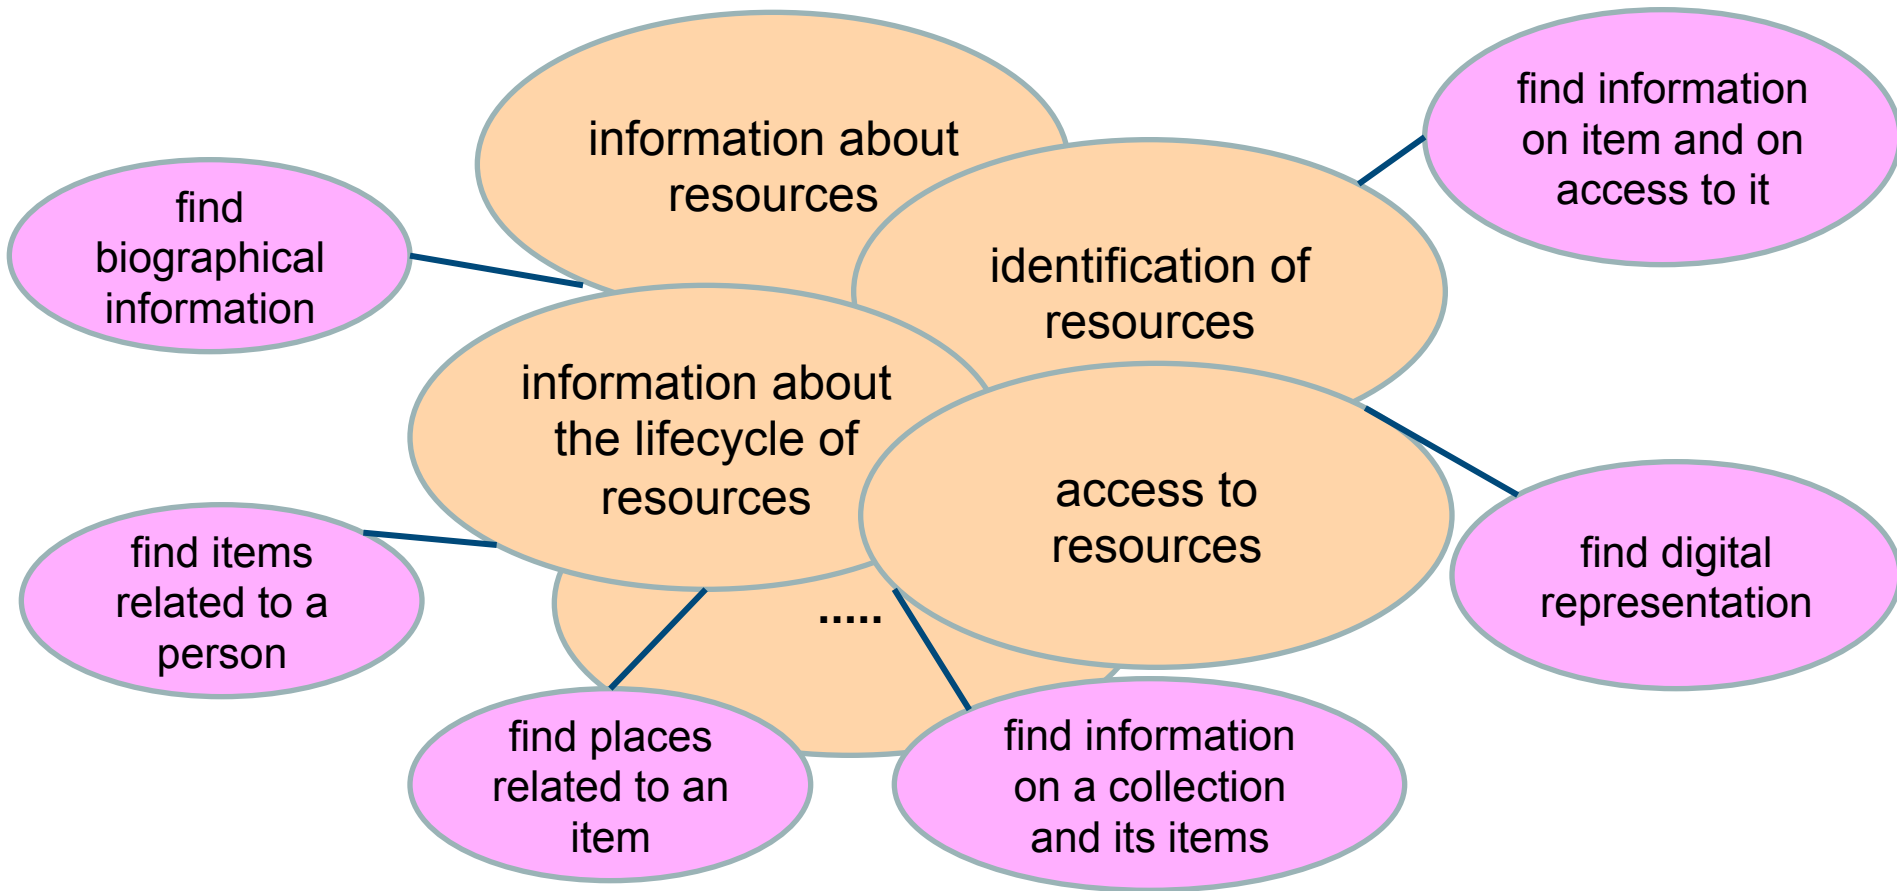 information about
resources
find information
on item and on
access to it
find
biographical
information
identification of
resources
information about
the lifecycle of
resources
access to
resources
find items
related to a
person
find digital
representation
.....
find places
related to an
item
find information
on a collection
and its items